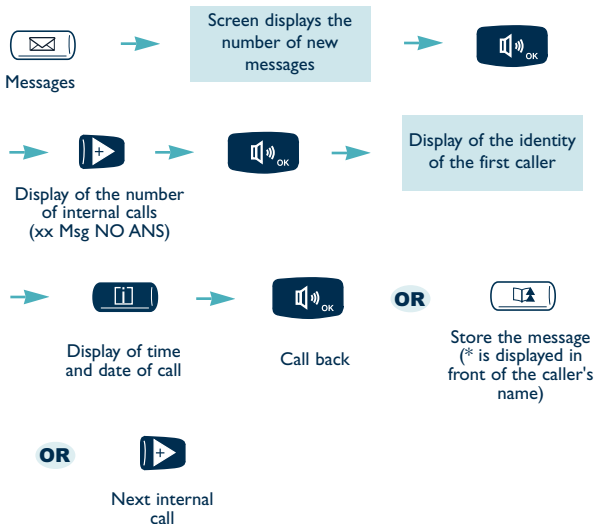 Screen displays the
number of new
messages
OK
Messages
+
OK
Display of the identity
of the first caller
Display of the number
of internal calls
(xx Msg NO ANS)
i
OK
OR
Display of time
and date of call
Call back
Store the message
(* is displayed in
front of the caller's
name)
OR
+
Next internal
call